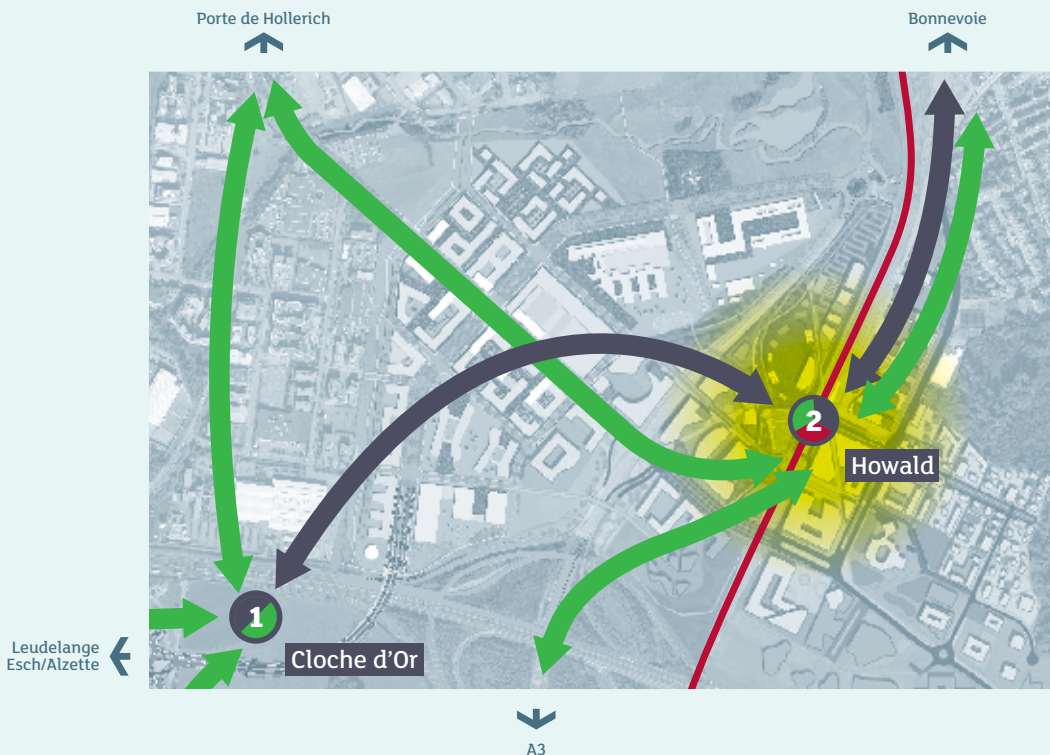 Porte de Hollerich
Bonnevoie
2
Howald
1
Cloche d'Or
Leudelange
Esch/Alzette
A3